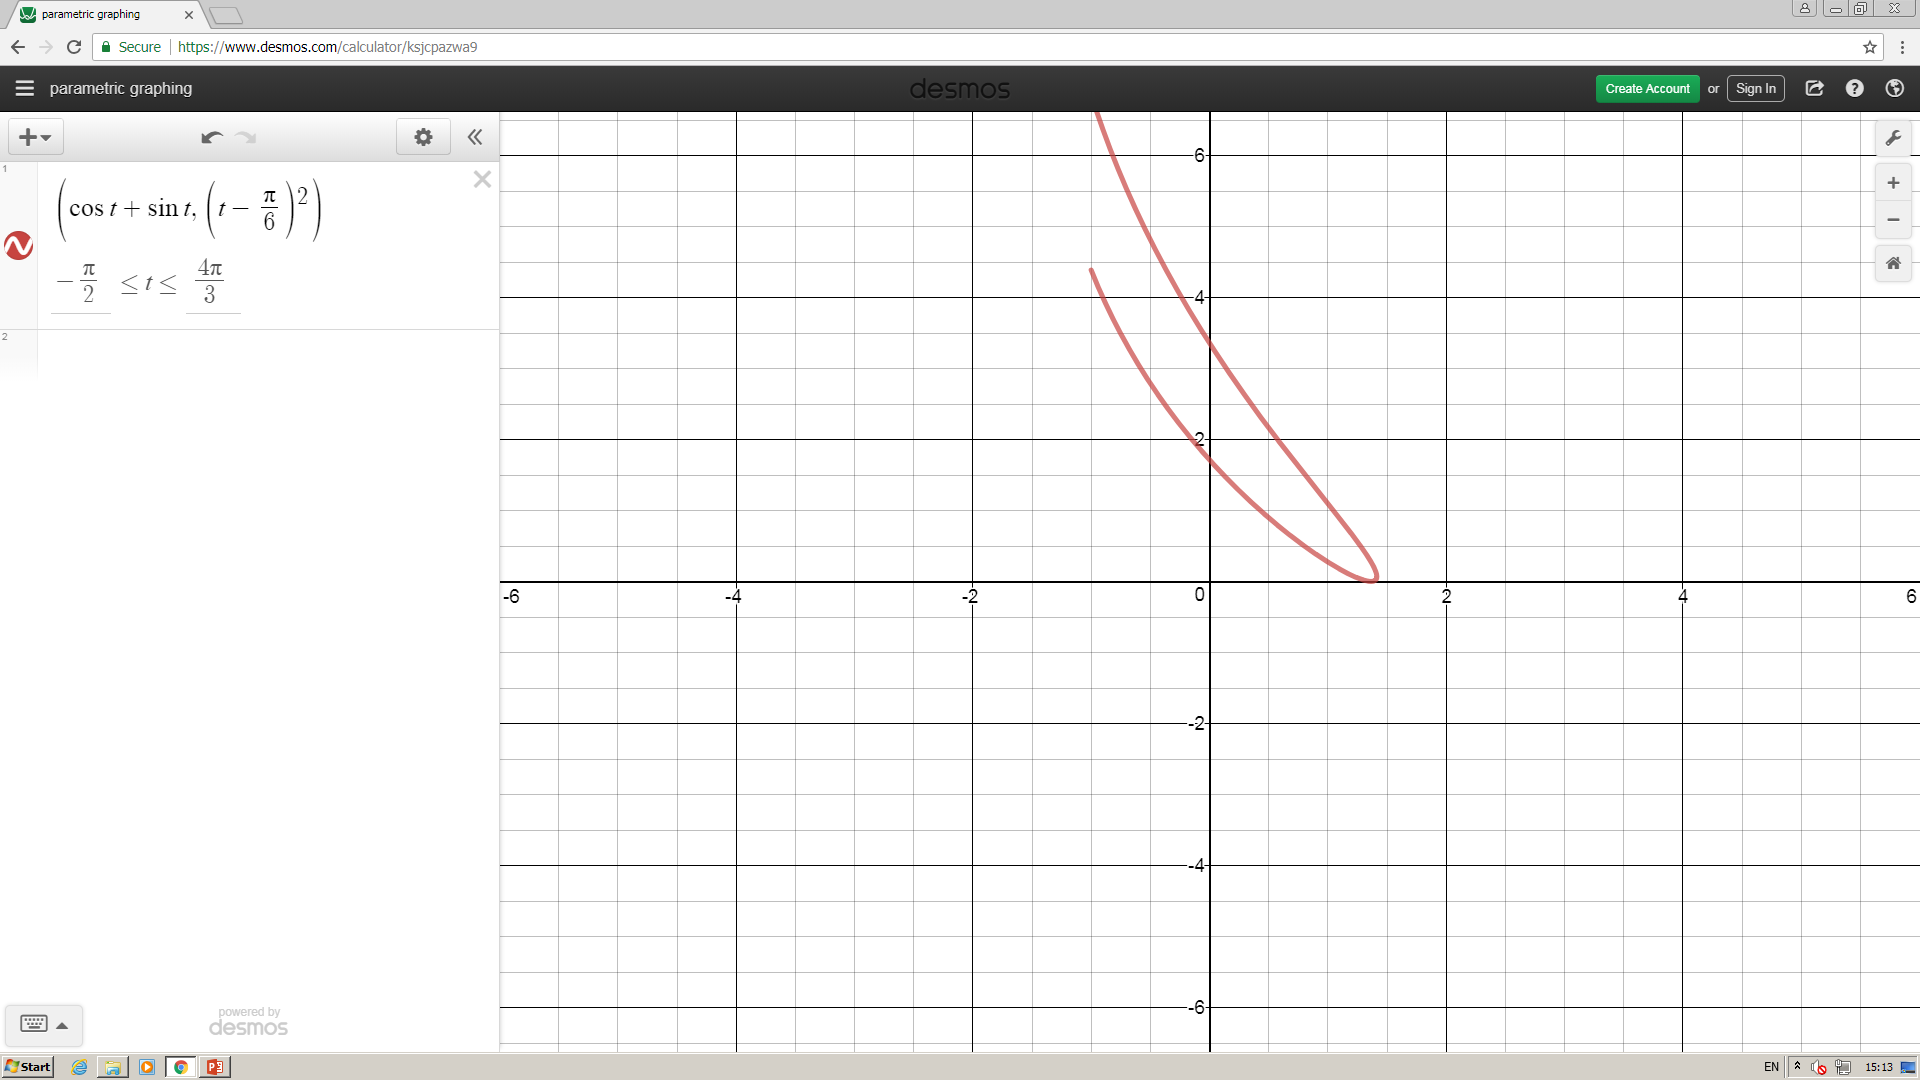 parametric graphing
Secure https://www.desmos.com/calculator/ksjcpazwa9
parametric graphing
desmos
Create Account or Sign In
1
(cos t + sin t, (t − π/6)²)
−π/2 ≤ t ≤ 4π/3
2
6
4
2
-6 -4 -2 0 2 4 6
-2
-4
-6
powered by
desmos
Start
EN 15:13